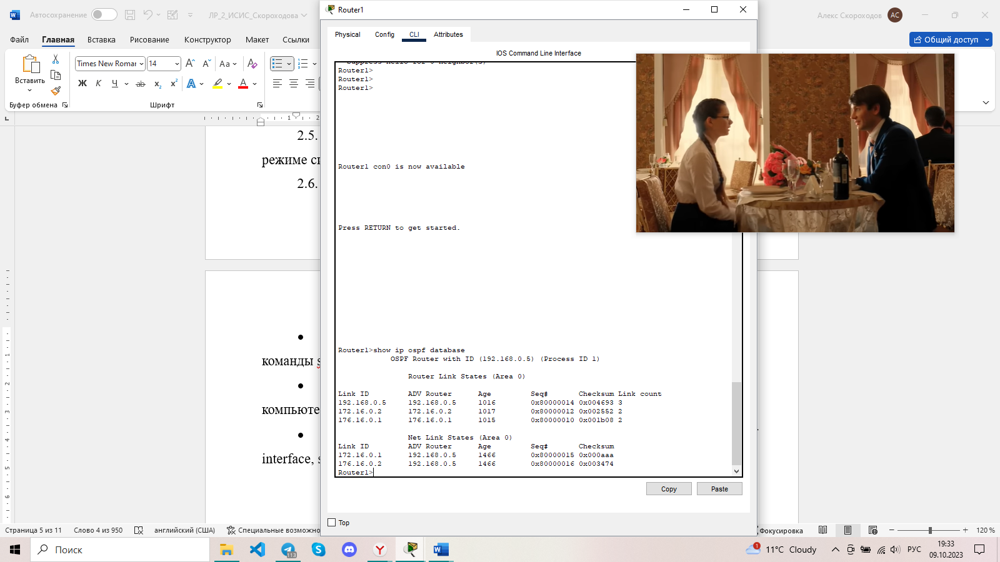 Автосохранение
ЛР_2_ИСИС_Скороходова
Router1
Алекс Скороходов
АС
Файл
Главная
Вставка
Рисование
Конструктор
Макет
Ссылки
Общий доступ
Physical
Config
CLI
Attributes
Вставить
Times New Roman
14
Aa
Ж К Ч ab x₂ x²
Буфер обмена
Шрифт
IOS Command Line Interface
Router1>
Router1>
Router1>
Router1 con0 is now available
Press RETURN to get started.
Router1>show ip ospf database
OSPF Router with ID (192.168.0.5) (Process ID 1)
Router Link States (Area 0)
Link ID ADV Router Age Seq# Checksum Link count
192.168.0.5 192.168.0.5 1016 0x80000014 0x004693 3
172.16.0.2 172.16.0.2 1017 0x80000012 0x002552 2
176.16.0.1 176.16.0.1 1015 0x80000010 0x001b08 2
Net Link States (Area 0)
Link ID ADV Router Age Seq# Checksum
172.16.0.1 192.168.0.5 1466 0x80000015 0x000aaa
176.16.0.2 192.168.0.5 1466 0x80000016 0x003474
Router1>
Copy
Paste
Top
2.5.
режиме
2.6.
команды
interface,
Страница 5 из 11
Слово 4 из 950
английский (США)
Специальные
Фокусировка
120 %
Поиск
113
1
11°C Cloudy
РУС
19:33
09.10.2023